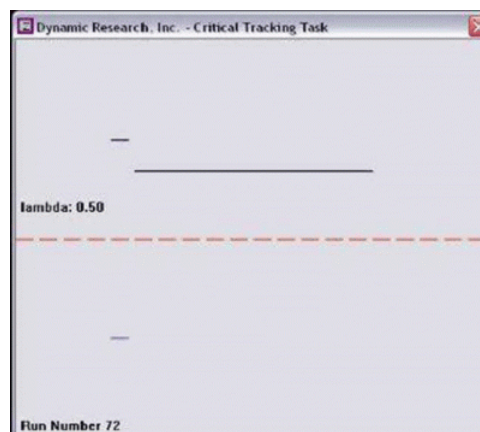 Dynamic Research, Inc. - Critical Tracking Task
lambda: 0.50
Run Number 72